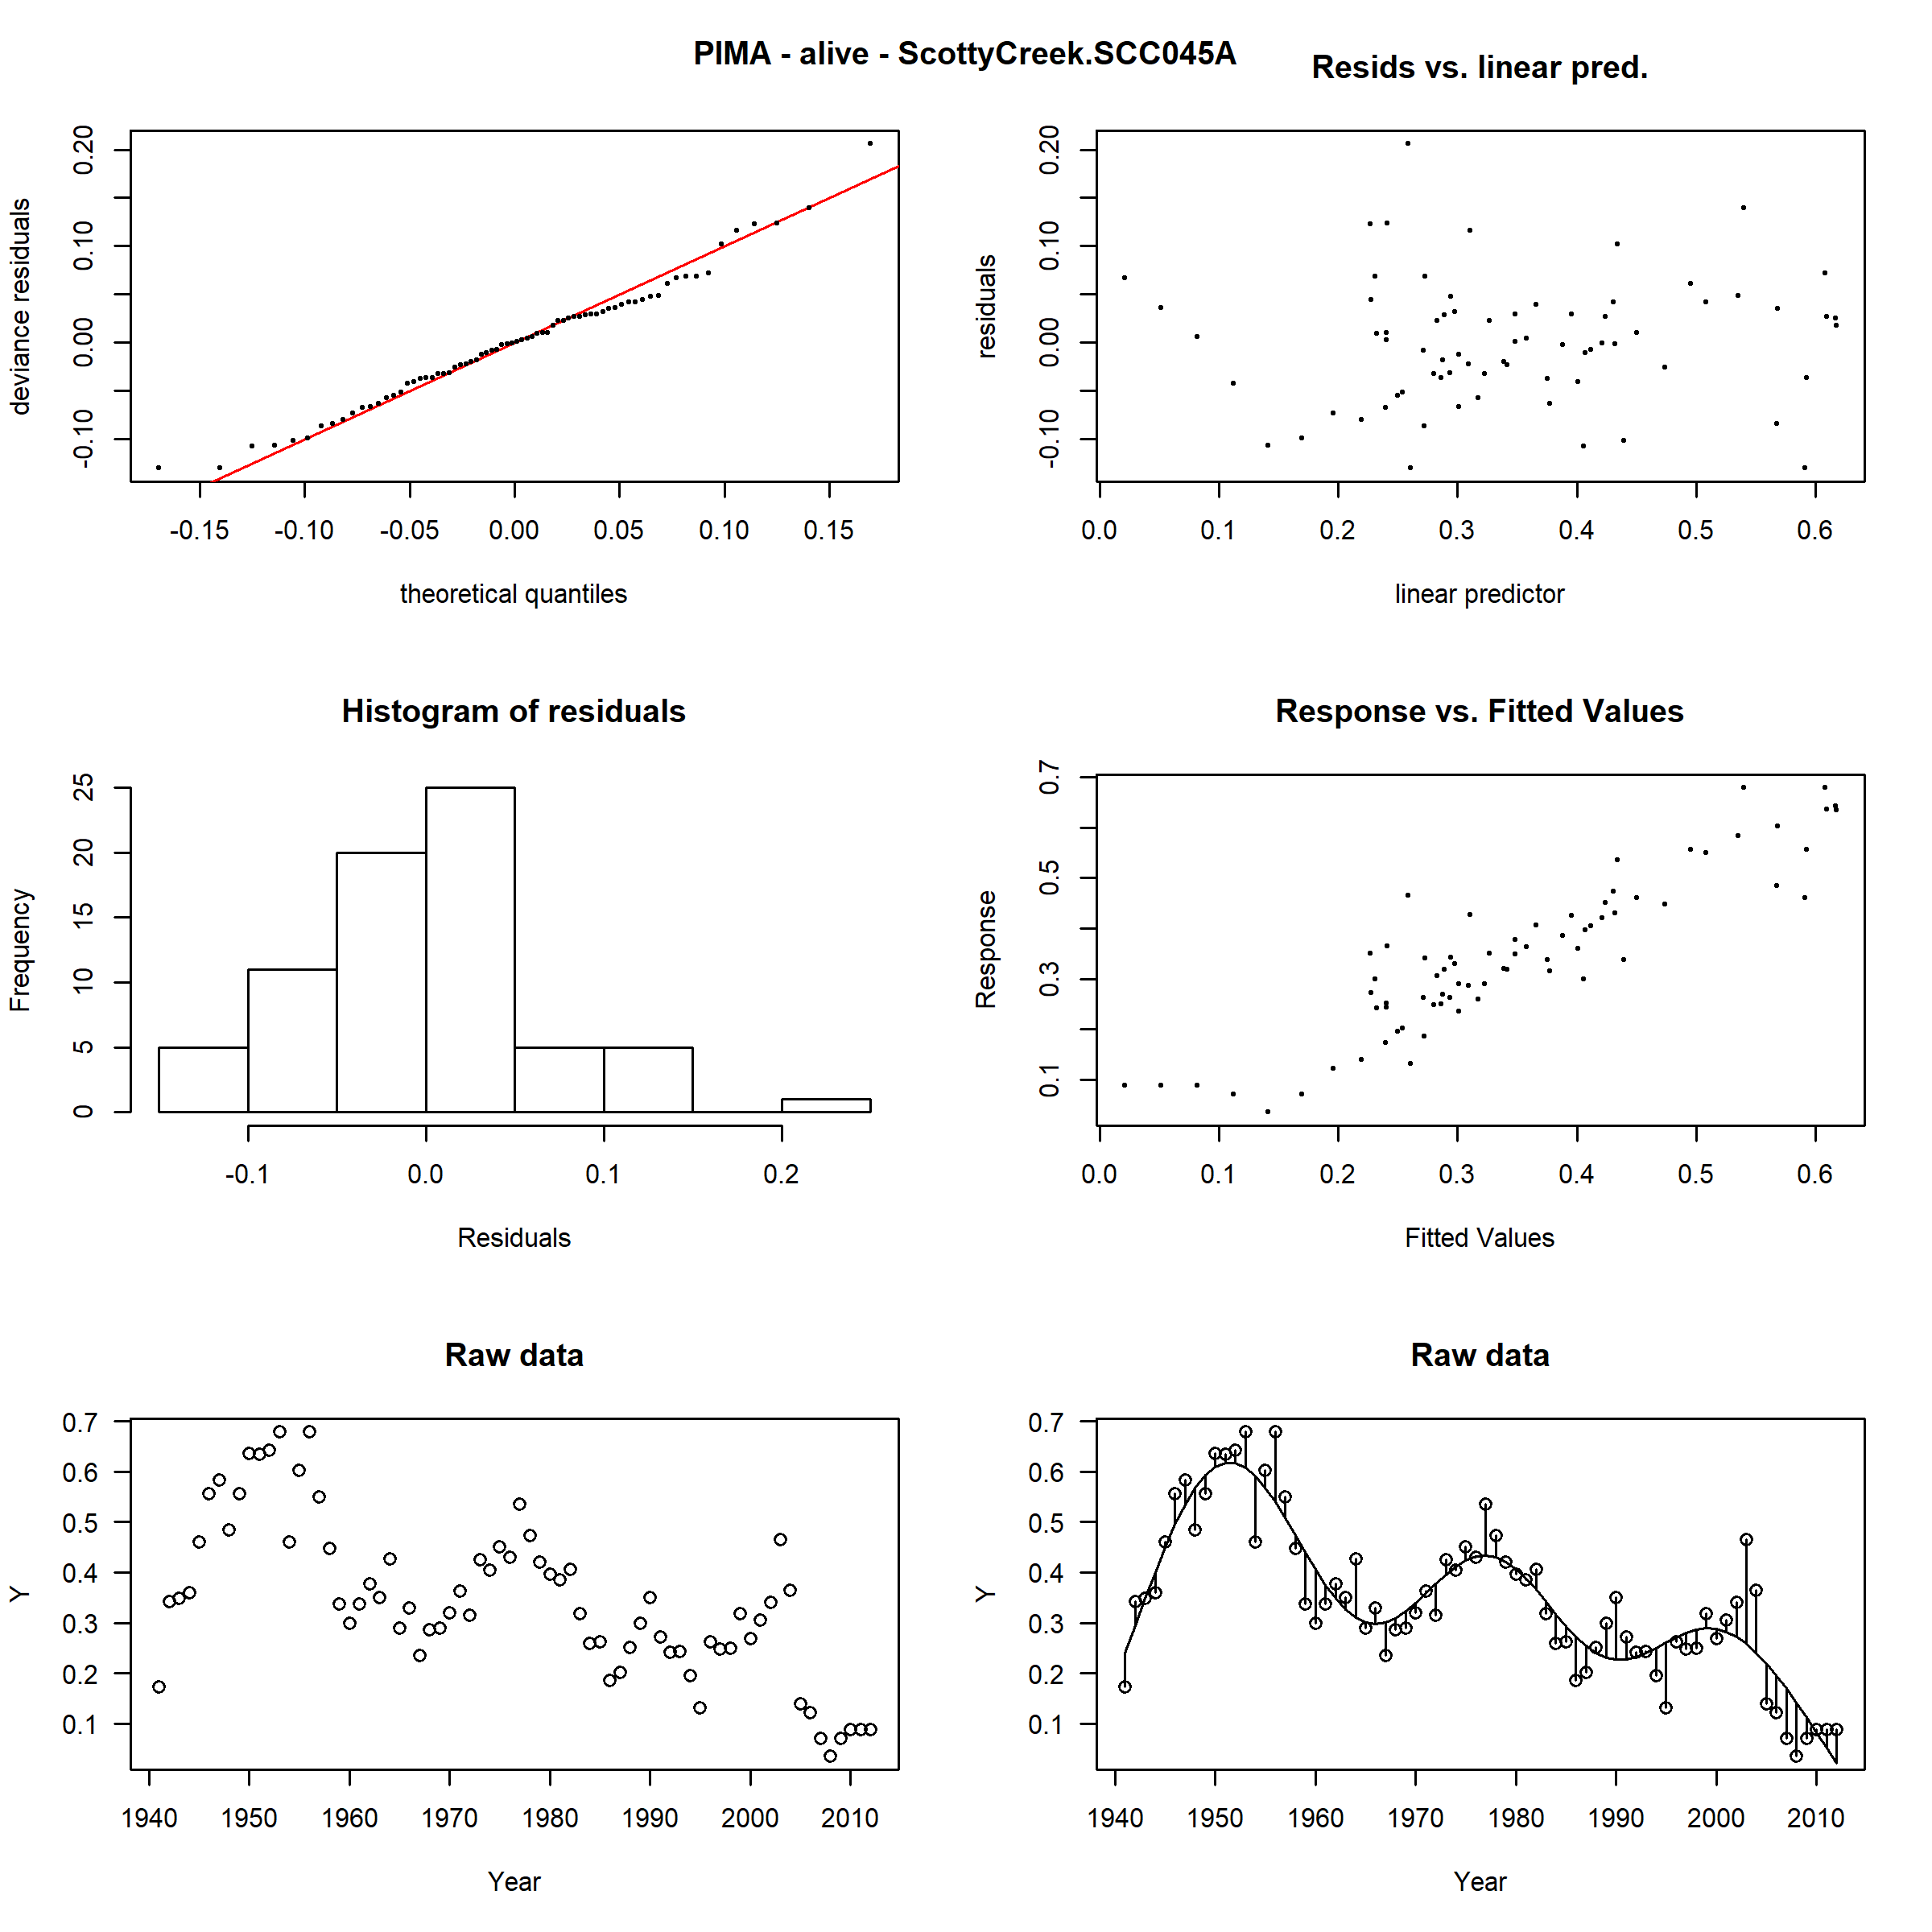 PIMA - alive - ScottyCreek.SCC045A
Resids vs. linear pred.
deviance residuals
-0.10 0.00 0.10 0.20
-0.15 -0.10 -0.05 0.00 0.05 0.10 0.15
theoretical quantiles
residuals
-0.10 0.00 0.10 0.20
0.0 0.1 0.2 0.3 0.4 0.5 0.6
linear predictor
Histogram of residuals
Frequency
0 5 10 15 20 25
-0.1 0.0 0.1 0.2
Residuals
Response vs. Fitted Values
Response
0.1 0.3 0.5 0.7
0.0 0.1 0.2 0.3 0.4 0.5 0.6
Fitted Values
Raw data
Y
0.7
0.6
0.5
0.4
0.3
0.2
0.1
1940 1950 1960 1970 1980 1990 2000 2010
Year
Raw data
Y
0.7
0.6
0.5
0.4
0.3
0.2
0.1
1940 1950 1960 1970 1980 1990 2000 2010
Year